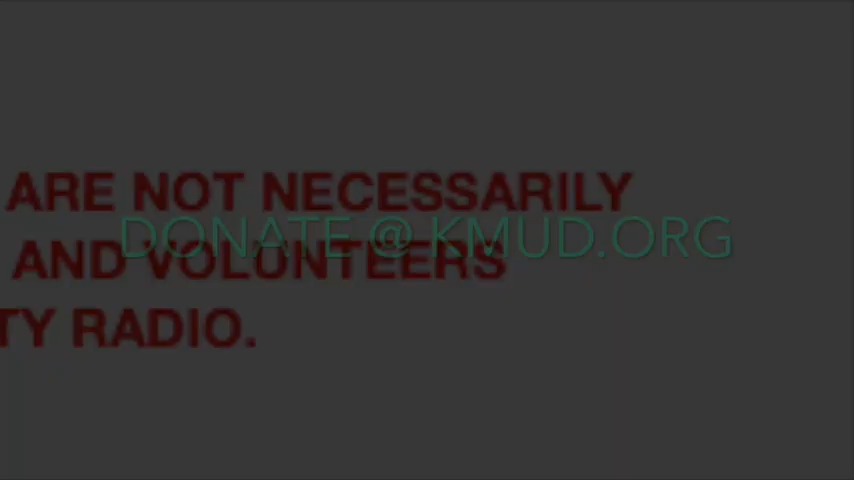 ARE NOT NECESSARILY
DONATE @ KMUD.ORG
AND VOLUNTEERS
TY RADIO.